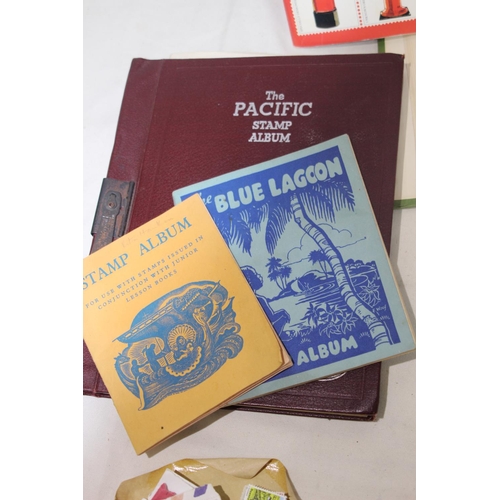 The
PACIFIC
STAMP
ALBUM
The BLUE LAGOON
ALBUM
STAMP ALBUM
FOR USE WITH STAMPS ISSUED IN
CONJUNCTION WITH JUNIOR
LESSON BOOKS